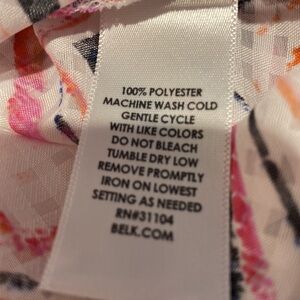 100% POLYESTER
MACHINE WASH COLD
GENTLE CYCLE
WITH LIKE COLORS
DO NOT BLEACH
TUMBLE DRY LOW
REMOVE PROMPTLY
IRON ON LOWEST
SETTING AS NEEDED
RN#31104
BELK.COM